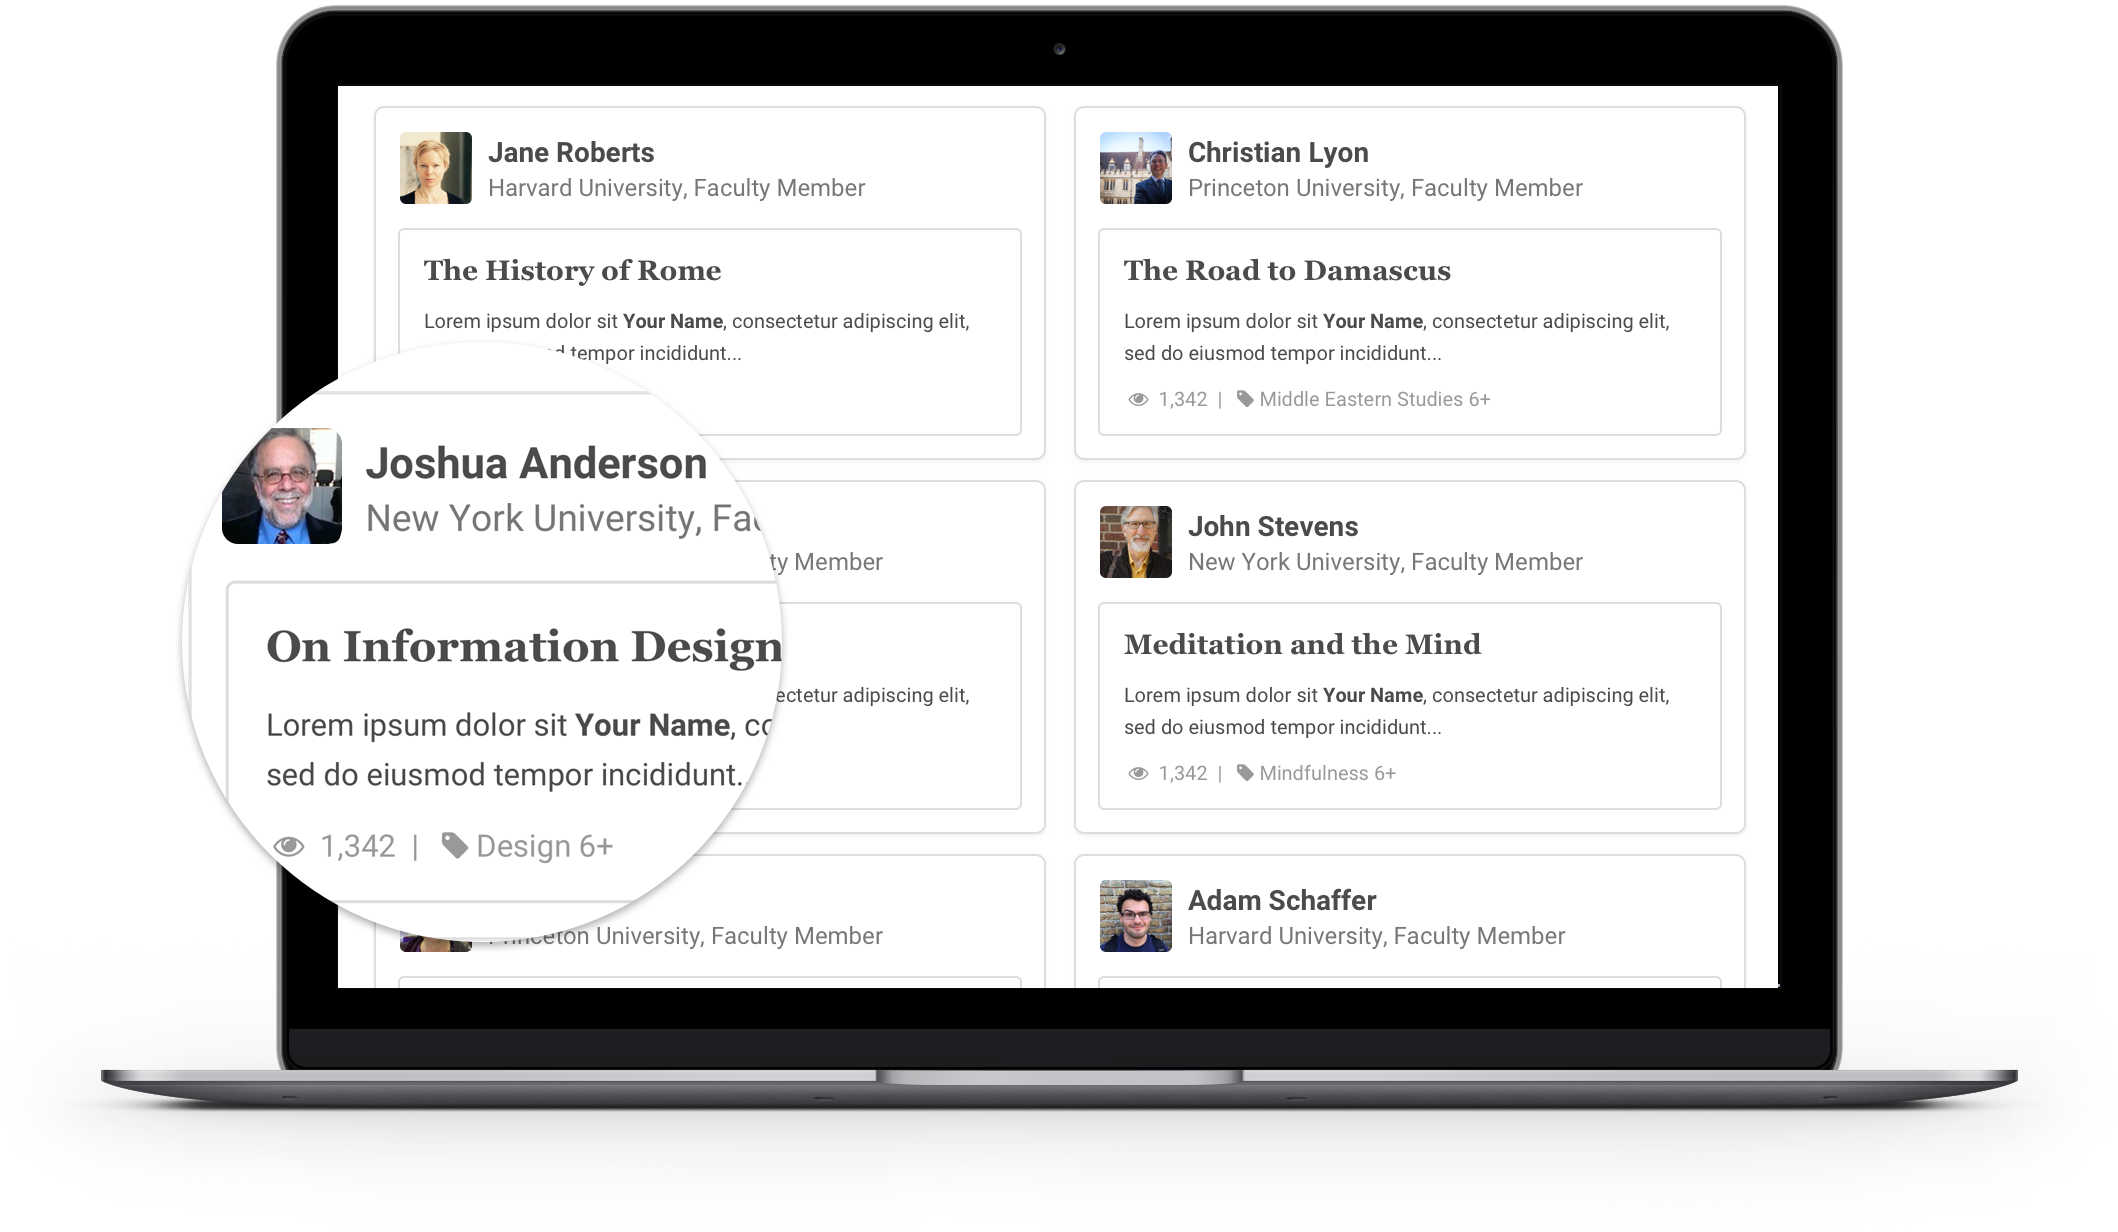 Jane Roberts
Harvard University, Faculty Member
The History of Rome
Lorem ipsum dolor sit Your Name, consectetur adipiscing elit,
tempor incididunt...
Christian Lyon
Princeton University, Faculty Member
The Road to Damascus
Lorem ipsum dolor sit Your Name, consectetur adipiscing elit,
sed do eiusmod tempor incididunt...
1,342 | Middle Eastern Studies 6+
Joshua Anderson
New York University,
On Information Design
Lorem ipsum dolor sit Your Name,
sed do eiusmod tempor incididunt..
1,342 | Design 6+
Member
adipiscing elit,
John Stevens
New York University, Faculty Member
Meditation and the Mind
Lorem ipsum dolor sit Your Name, consectetur adipiscing elit,
sed do eiusmod tempor incididunt...
1,342 | Mindfulness 6+
Princeton University, Faculty Member
Adam Schaffer
Harvard University, Faculty Member